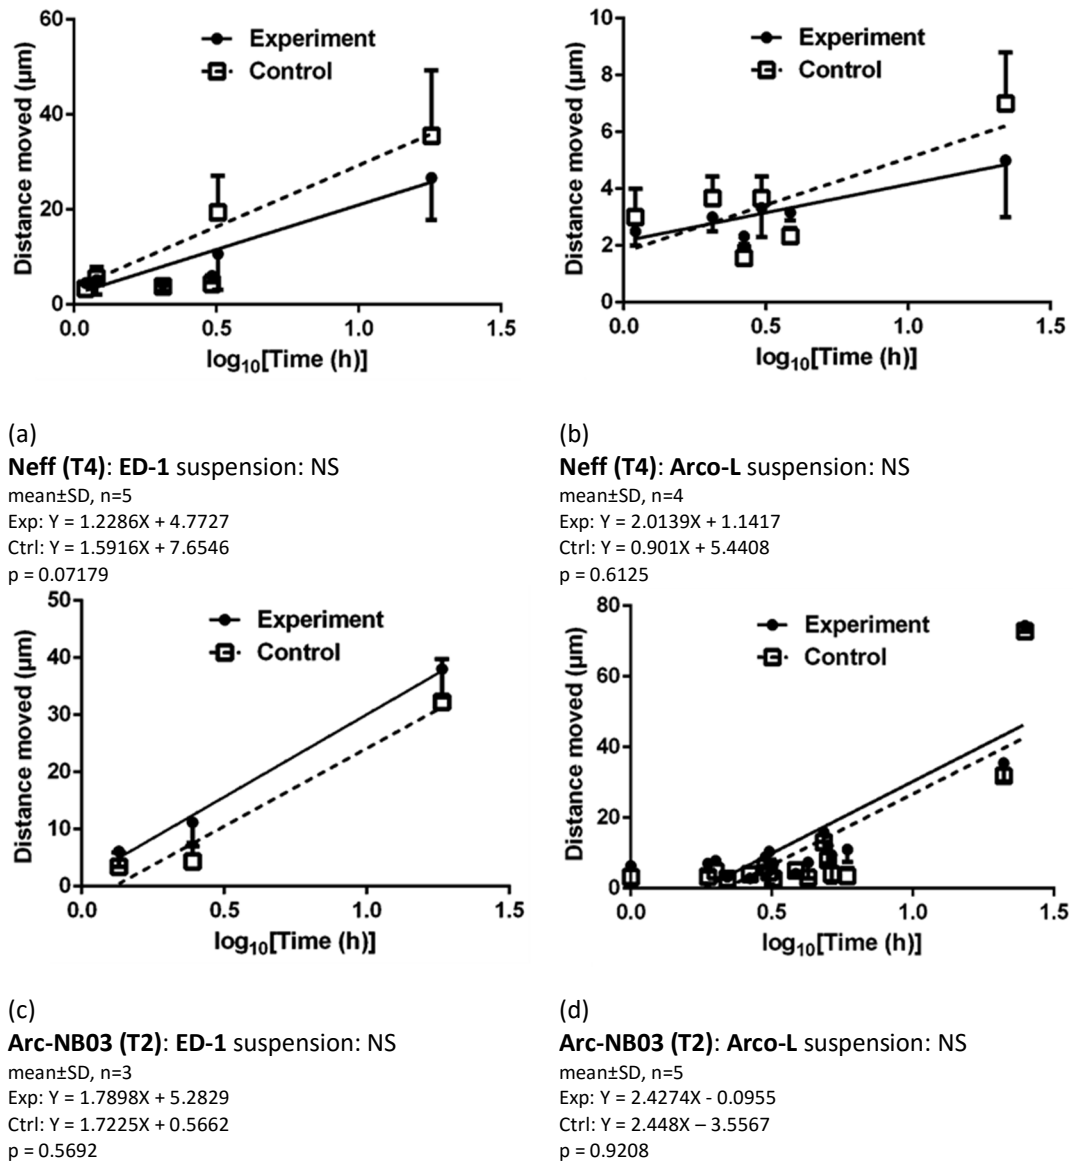 60
40
20
0
Distance moved (µm)
Experiment
Control
0.0
0.5
1.0
1.5
log10[Time (h)]
10
8
6
4
2
0
Distance moved (µm)
Experiment
Control
0.0
0.5
1.0
1.5
log10[Time (h)]
(a)
Neff (T4): ED-1 suspension: NS
mean±SD, n=5
Exp: Y = 1.2286X + 4.7727
Ctrl: Y = 1.5916X + 7.6546
p = 0.07179
(b)
Neff (T4): Arco-L suspension: NS
mean±SD, n=4
Exp: Y = 2.0139X + 1.1417
Ctrl: Y = 0.901X + 5.4408
p = 0.6125
50
40
30
20
10
0
Distance moved (µm)
Experiment
Control
0.0
0.5
1.0
1.5
log10[Time (h)]
80
60
40
20
0
Distance moved (µm)
Experiment
Control
0.0
0.5
1.0
1.5
log10[Time (h)]
(c)
Arc-NB03 (T2): ED-1 suspension: NS
mean±SD, n=3
Exp: Y = 1.7898X + 5.2829
Ctrl: Y = 1.7225X + 0.5662
p = 0.5692
(d)
Arc-NB03 (T2): Arco-L suspension: NS
mean±SD, n=5
Exp: Y = 2.4274X - 0.0955
Ctrl: Y = 2.448X – 3.5567
p = 0.9208